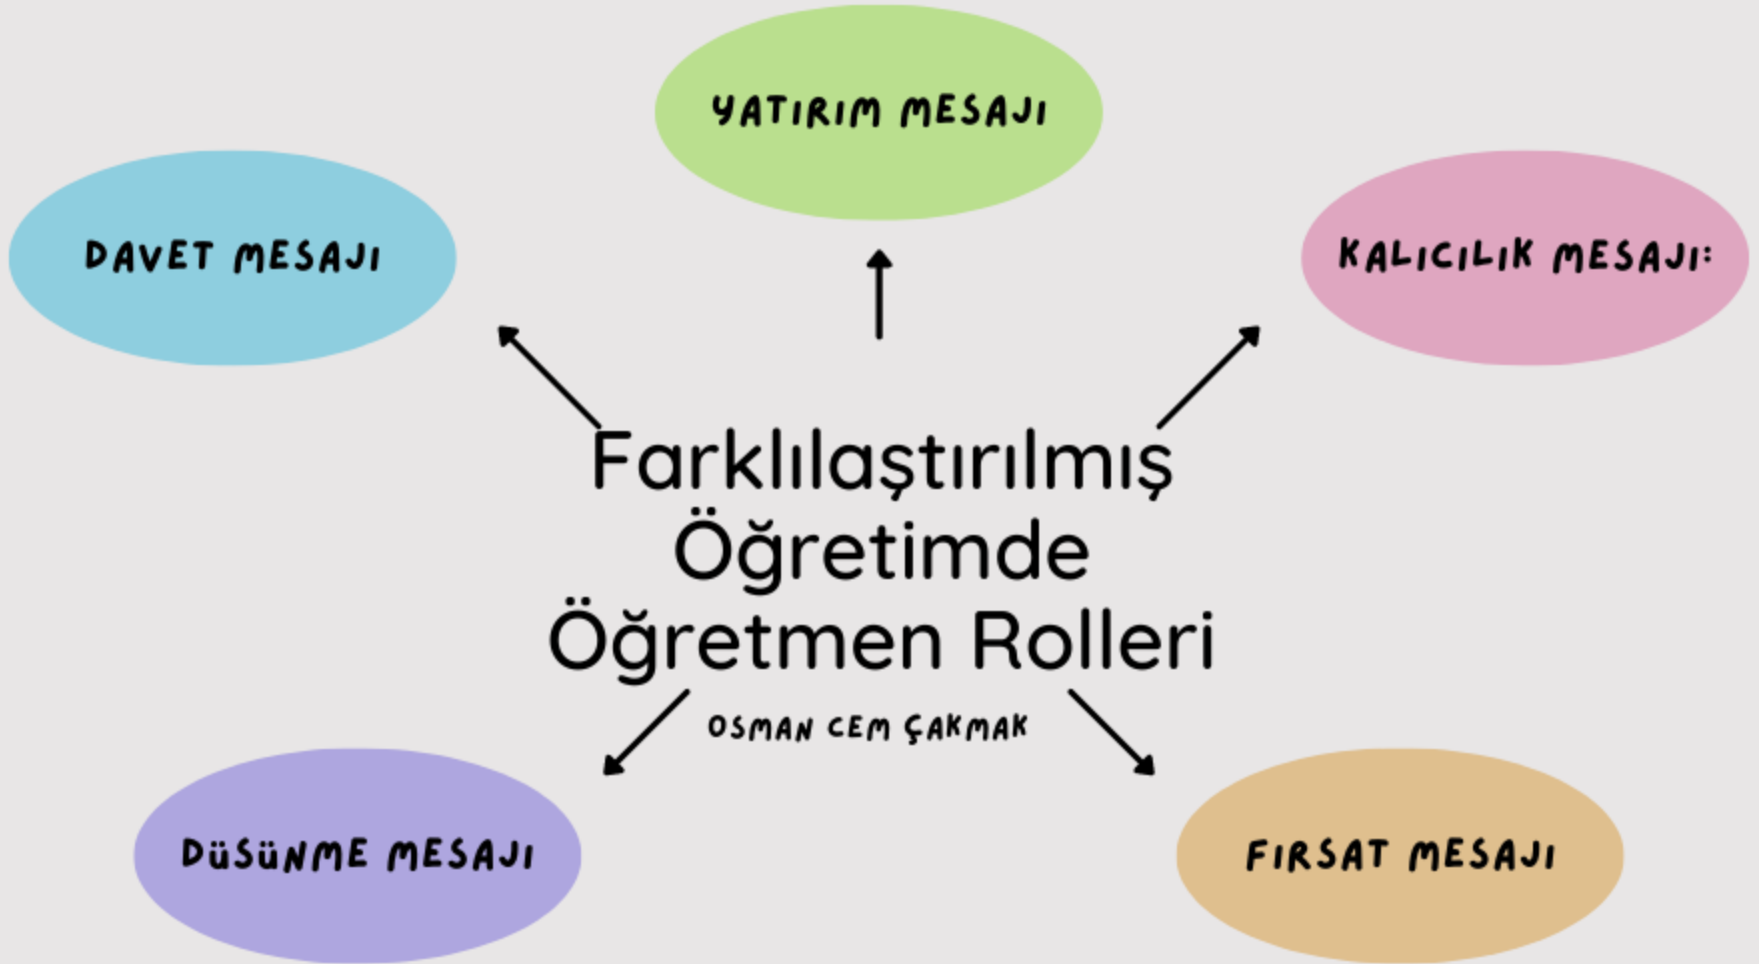 YATIRIM MESAJI
DAVET MESAJI
KALICILIK MESAJI:
Farklılaştırılmış
Öğretimde
Öğretmen Rolleri
OSMAN CEM ÇAKMAK
DÜSÜNME MESAJI
FIRSAT MESAJI